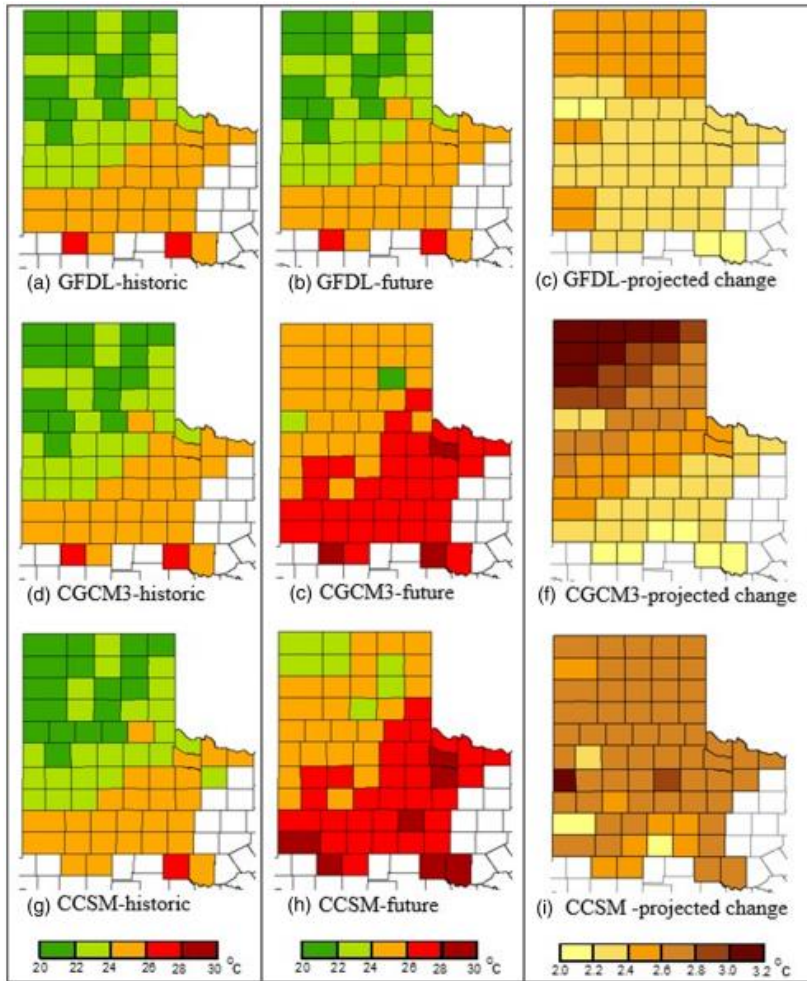 (a) GFDL-historic
(b) GFDL-future
(c) GFDL-projected change
(d) CGCM3-historic
(c) CGCM3-future
(f) CGCM3-projected change
(g) CCSM-historic
(h) CCSM-future
(i) CCSM -projected change
20 22 24 26 28 30 °C
20 22 24 26 28 30 °C
2.0 2.2 2.4 2.6 2.8 3.0 3.2 °C